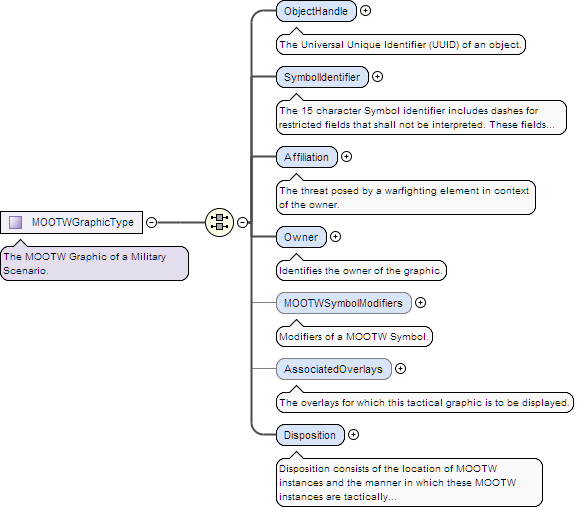 ObjectHandle
The Universal Unique Identifier (UUID) of an object.
SymbolIdentifier
The 15 character Symbol identifier includes dashes for
restricted fields that shall not be interpreted. These fields...
Affiliation
The threat posed by a warfighting element in context
of the owner.
MOOTWGraphicType
The MOOTW Graphic of a Military
Scenario.
Owner
Identifies the owner of the graphic.
MOOTWSymbolModifiers
Modifiers of a MOOTW Symbol.
AssociatedOverlays
The overlays for which this tactical graphic is to be displayed.
Disposition
Disposition consists of the location of MOOTW
instances and the manner in which these MOOTW
instances are tactically...